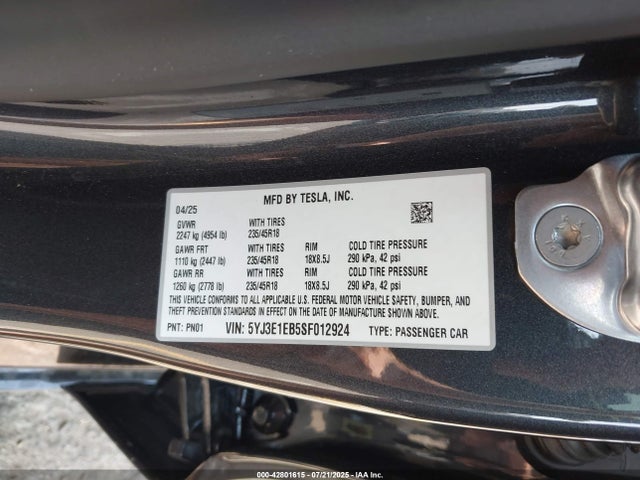 MFD BY TESLA, INC.
04/25
GVWR WITH TIRES
2247 kg (4954 lb) 235/45R18
GAWR FRT WITH TIRES RIM COLD TIRE PRESSURE
1110 kg (2447 lb) 235/45R18 18X8.5J 290 kPa, 42 psi
GAWR RR WITH TIRES RIM COLD TIRE PRESSURE
1260 kg (2778 lb) 235/45R18 18X8.5J 290 kPa, 42 psi
THIS VEHICLE CONFORMS TO ALL APPLICABLE U.S. FEDERAL MOTOR VEHICLE SAFETY, BUMPER, AND
THEFT PREVENTION STANDARDS IN EFFECT ON THE DATE OF MANUFACTURE SHOWN ABOVE.
PNT: PN01 VIN: 5YJ3E1EB5SF012924 TYPE: PASSENGER CAR
000-42801615 - 07/21/2025 - IAA Inc.